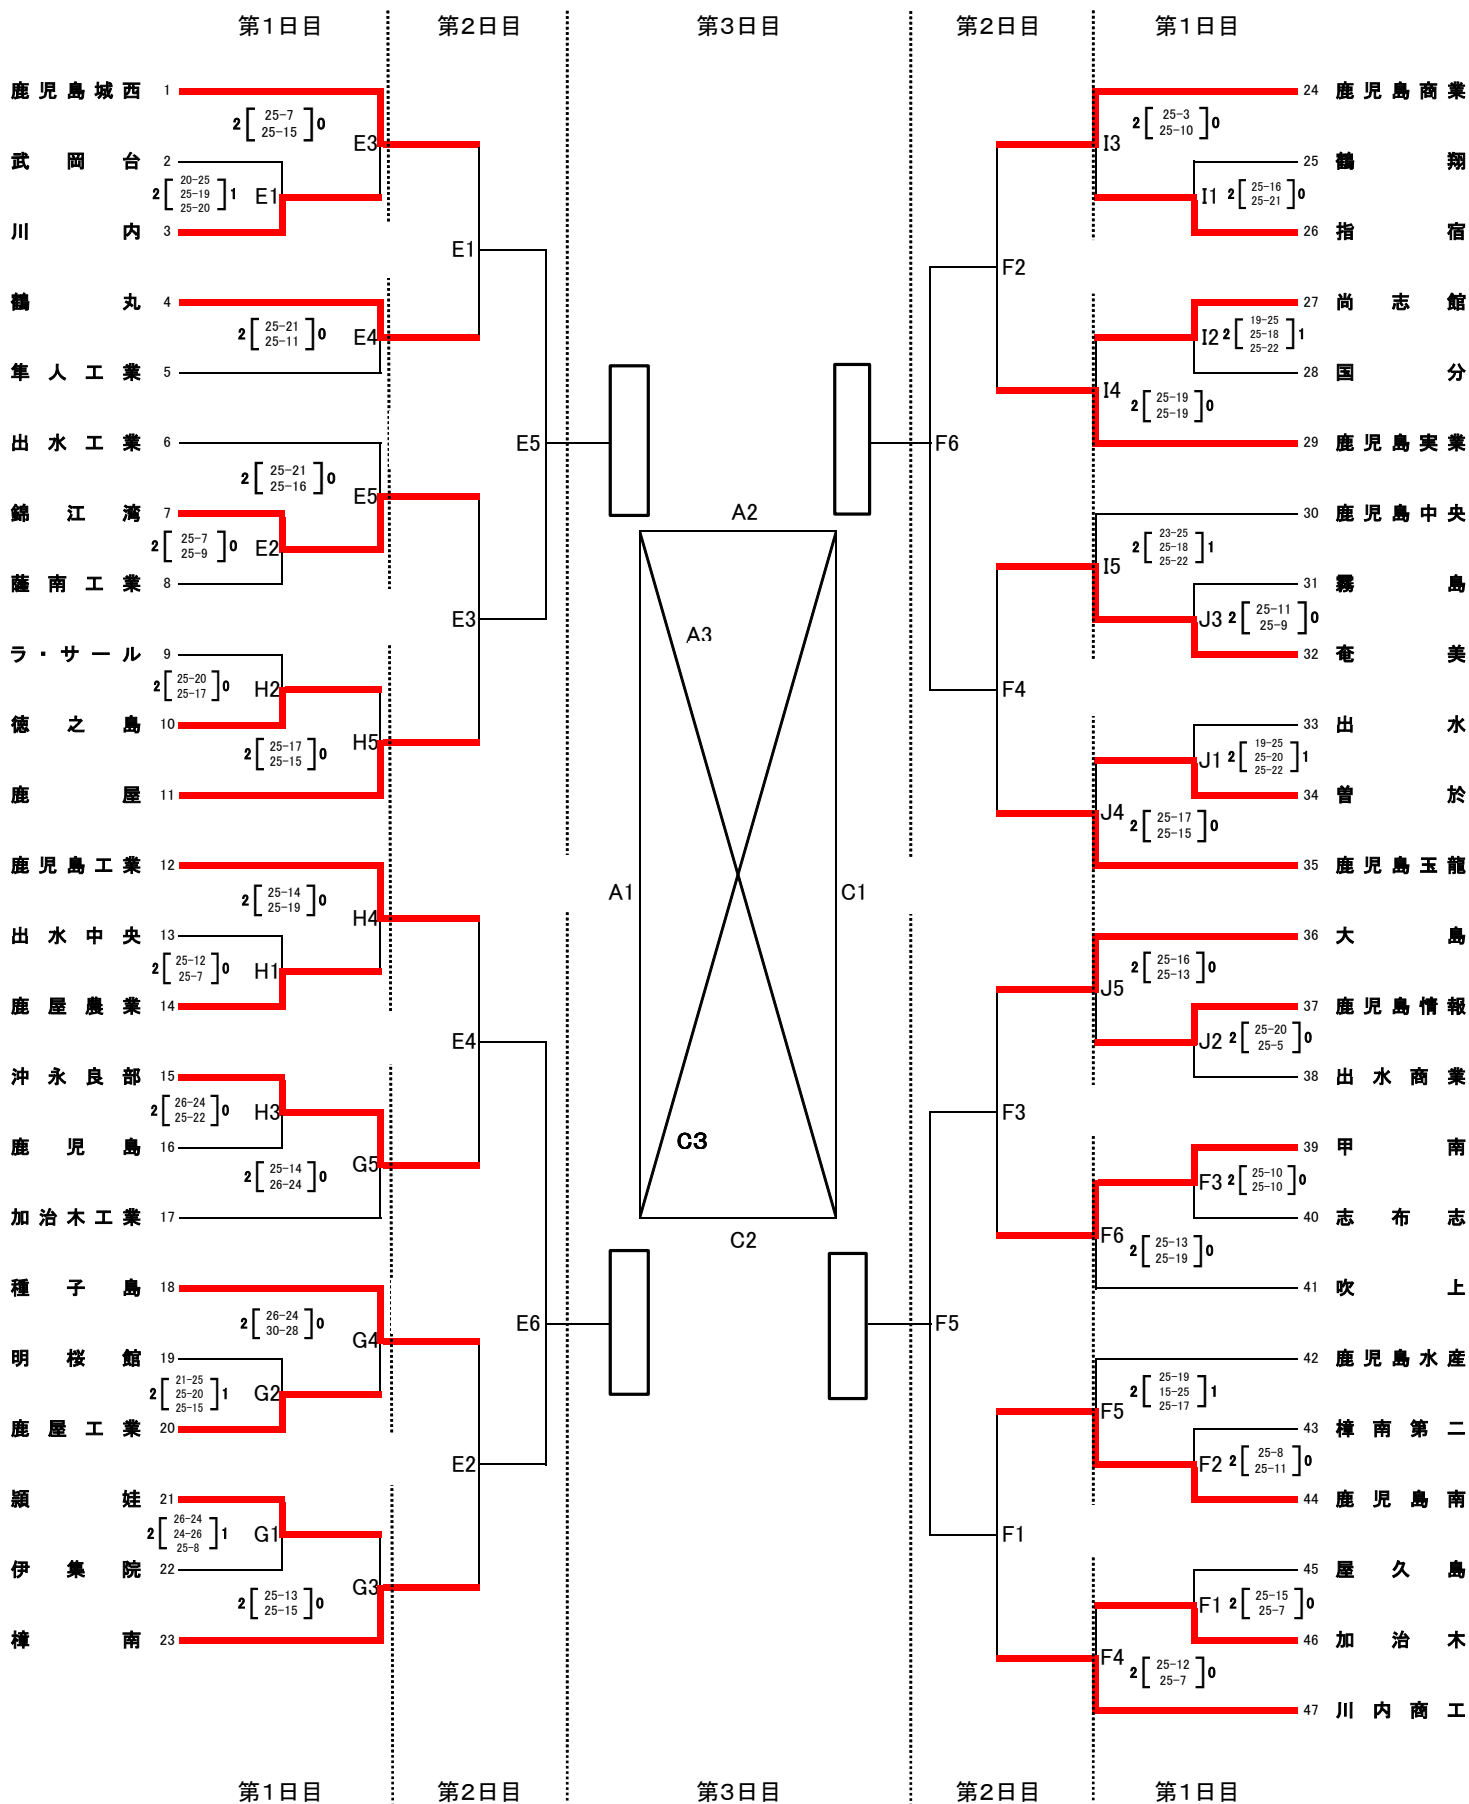 第1日目 第2日目 第3日目 第2日目 第1日目
鹿児島城西 1
2 [25-7 25-15] 0
E3
武岡台 2
2 [20-25 25-19 25-20] 1
E1
川内 3
E1
鶴丸 4
2 [25-21 25-11] 0
E4
隼人工業 5
E5
出水工業 6
2 [25-21 25-16] 0
E5
錦江湾 7
2 [25-7 25-9] 0
E2
薩南工業 8
E3
ラ・サール 9
2 [25-20 25-17] 0
H2
徳之島 10
2 [25-17 25-15] 0
H5
鹿屋 11
鹿児島工業 12
2 [25-14 25-19] 0
H4
出水中央 13
2 [25-12 25-7] 0
H1
鹿屋農業 14
E4
沖永良部 15
2 [26-24 25-22] 0
H3
鹿児島 16
2 [25-14 26-24] 0
G5
加治木工業 17
種子島 18
2 [26-24 30-28] 0
G4
E6
明桜館 19
2 [21-25 25-20 25-15] 1
G2
鹿屋工業 20
E2
頴娃 21
2 [26-24 24-26 25-8] 1
G1
伊集院 22
2 [25-13 25-15] 0
G3
樟南 23
A2
A3
A1
C1
C3
C2
24 鹿児島商業
2 [25-3 25-10] 0
I3
25 鶴翔
I1
2 [25-16 25-21] 0
26 指宿
F2
27 尚志館
I2
2 [19-25 25-18 25-22] 1
28 国分
I4
2 [25-19 25-19] 0
29 鹿児島実業
F6
30 鹿児島中央
2 [23-25 25-18 25-22] 1
I5
31 霧島
J3
2 [25-11 25-9] 0
32 奄美
F4
33 出水
J1
2 [19-25 25-20 25-22] 1
34 曽於
J4
2 [25-17 25-15] 0
35 鹿児島玉龍
36 大島
2 [25-16 25-13] 0
J5
37 鹿児島情報
J2
2 [25-20 25-5] 0
38 出水商業
F3
39 甲南
F3
2 [25-10 25-10] 0
40 志布志
F6
2 [25-13 25-19] 0
41 吹上
F5
42 鹿児島水産
2 [25-19 15-25 25-17] 1
F5
43 樟南第二
F2
2 [25-8 25-11] 0
44 鹿児島南
F1
45 屋久島
F1
2 [25-15 25-7] 0
46 加治木
F4
2 [25-12 25-7] 0
47 川内商工
第1日目 第2日目 第3日目 第2日目 第1日目